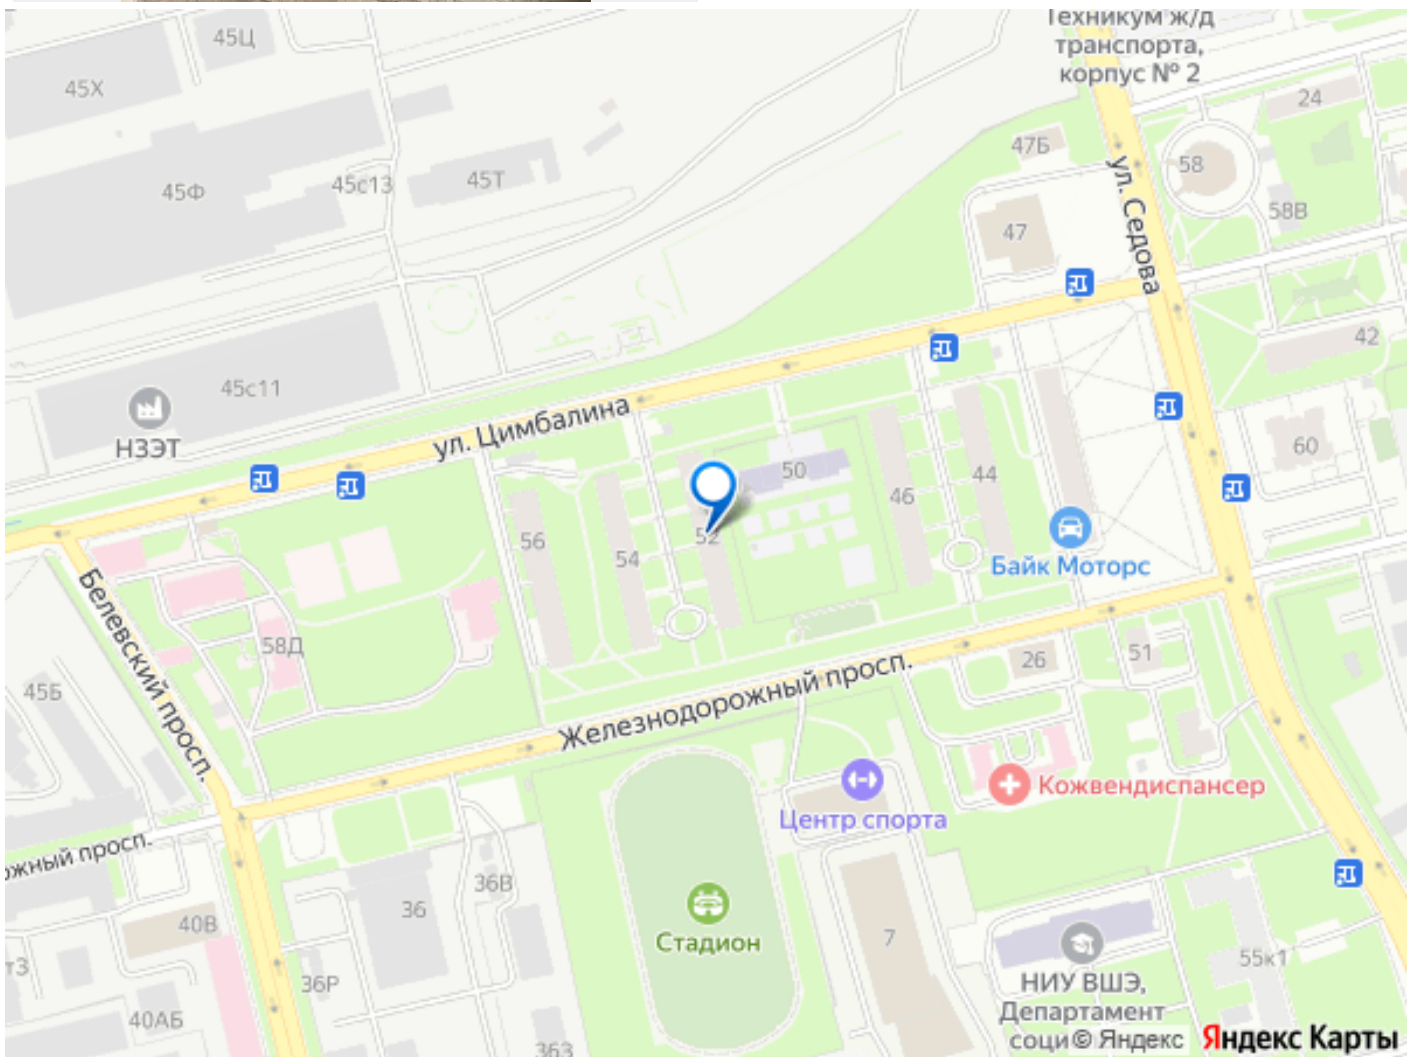 45Ц
Техникум ж/д
транспорта,
корпус № 2
45Х
24
47Б
58
45Ф
45с13
45Т
ул. Седова
58В
47
42
45с11
НЗЭТ
ул. Цимбалина
50
60
44
46
56
54
52
Байк Моторс
Белевский просп.
58Д
51
26
45Б
Железнодорожный просп.
Кожвендиспансер
Центр спорта
ожный просп.
36В
36
40В
Стадион
7
55к1
36Р
НИУ ВШЭ,
Департамент
соци
40АБ
363
© Яндекс
Яндекс Карты